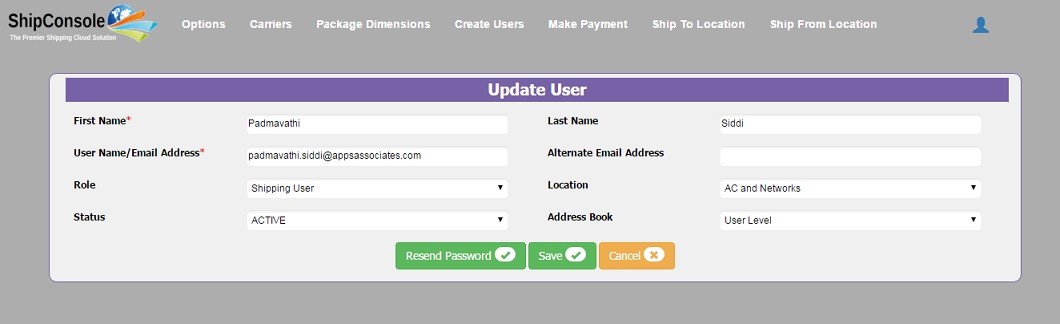 ShipConsole
The Premier Shipping Cloud Solution
Options Carriers Package Dimensions Create Users Make Payment Ship To Location Ship From Location
Update User
First Name* Padmavathi Last Name Siddi
User Name/Email Address* padmavathi.siddi@appsassociates.com Alternate Email Address
Role Shipping User Location AC and Networks
Status ACTIVE Address Book User Level
Resend Password Save Cancel